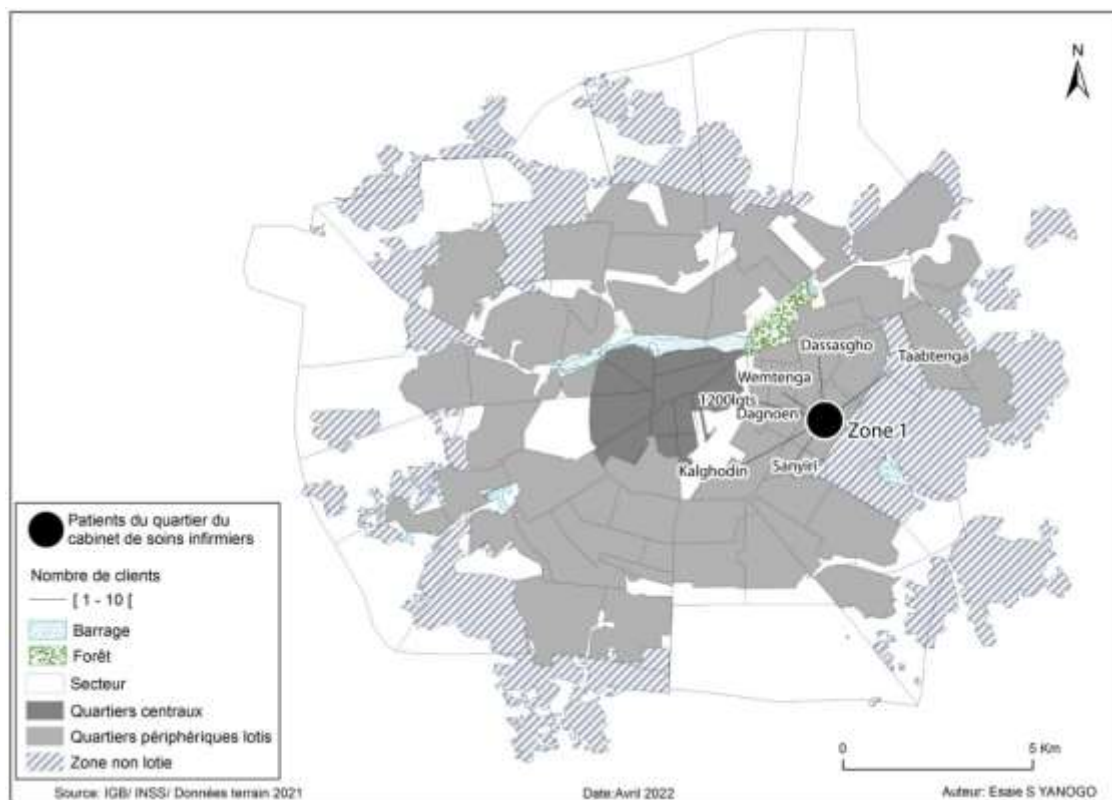 N
Dassasgho
Taabtenga
Wemtenga
1200lgts
Dagnoen
Zone 1
Kalghodin
Sanyiri
Patients du quartier du
cabinet de soins infirmiers
Nombre de clients
[ 1 - 10 [
Barrage
Forêt
Secteur
Quartiers centraux
Quartiers périphériques lotis
Zone non lotie
0 5 Km
Source: IGB/ INSS/ Données terrain 2021 Date:Avril 2022 Auteur: Esaie S YANOGO